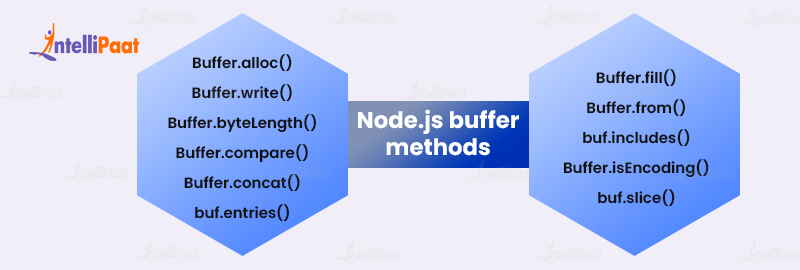 IntelliPaat
Buffer.alloc()
Buffer.write()
Buffer.byteLength()
Buffer.compare()
Buffer.concat()
buf.entries()
Node.js buffer
methods
Buffer.fill()
Buffer.from()
buf.includes()
Buffer.isEncoding()
buf.slice()